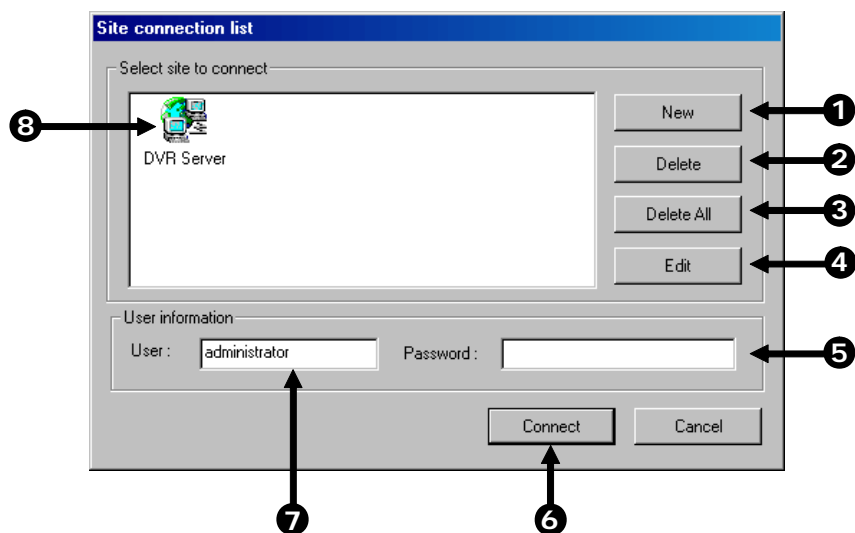 Site connection list
Select site to connect
8
DVR Server
New
1
Delete
2
Delete All
3
Edit
4
User information
User :
administrator
Password :
5
Connect
Cancel
7
6